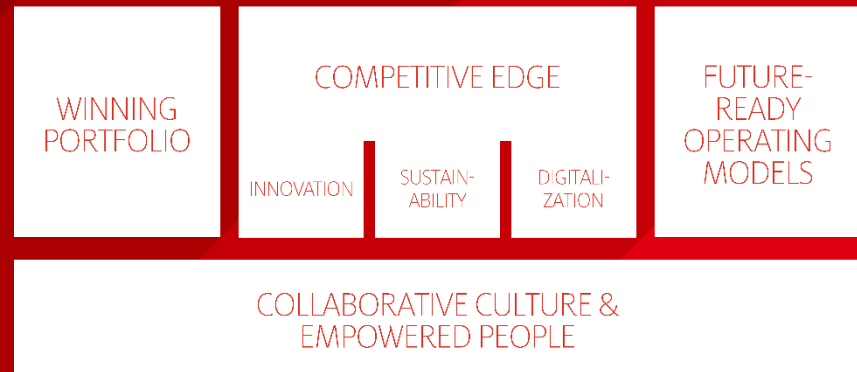 WINNING
PORTFOLIO
COMPETITIVE EDGE
INNOVATION
SUSTAIN-
ABILITY
DIGITALI-
ZATION
FUTURE-
READY
OPERATING
MODELS
COLLABORATIVE CULTURE &
EMPOWERED PEOPLE